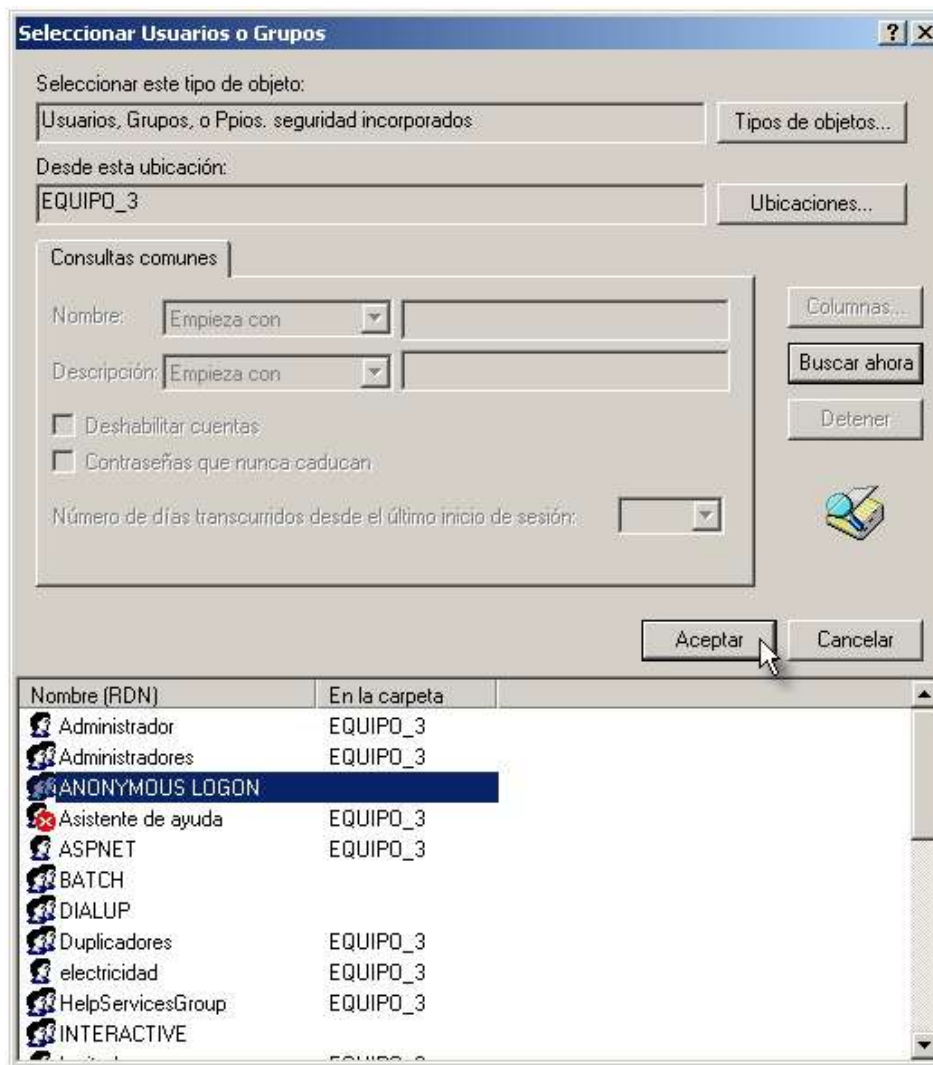 Seleccionar Usuarios o Grupos
Seleccionar este tipo de objeto:
Usuarios, Grupos, o Ppios. seguridad incorporados
Tipos de objetos...
Desde esta ubicación:
EQUIPO_3
Ubicaciones...
Consultas comunes
Nombre: Empieza con
Columnas...
Descripción: Empieza con
Buscar ahora
Deshabilitar cuentas
Detener
Contraseñas que nunca caducan
Número de días transcurridos desde el último inicio de sesión:
Aceptar Cancelar
Nombre (RDN) En la carpeta
Administrador EQUIPO_3
Administradores EQUIPO_3
ANONYMOUS LOGON
Asistente de ayuda EQUIPO_3
ASPNET EQUIPO_3
BATCH
DIALUP
Duplicadores EQUIPO_3
electricidad EQUIPO_3
HelpServicesGroup EQUIPO_3
INTERACTIVE